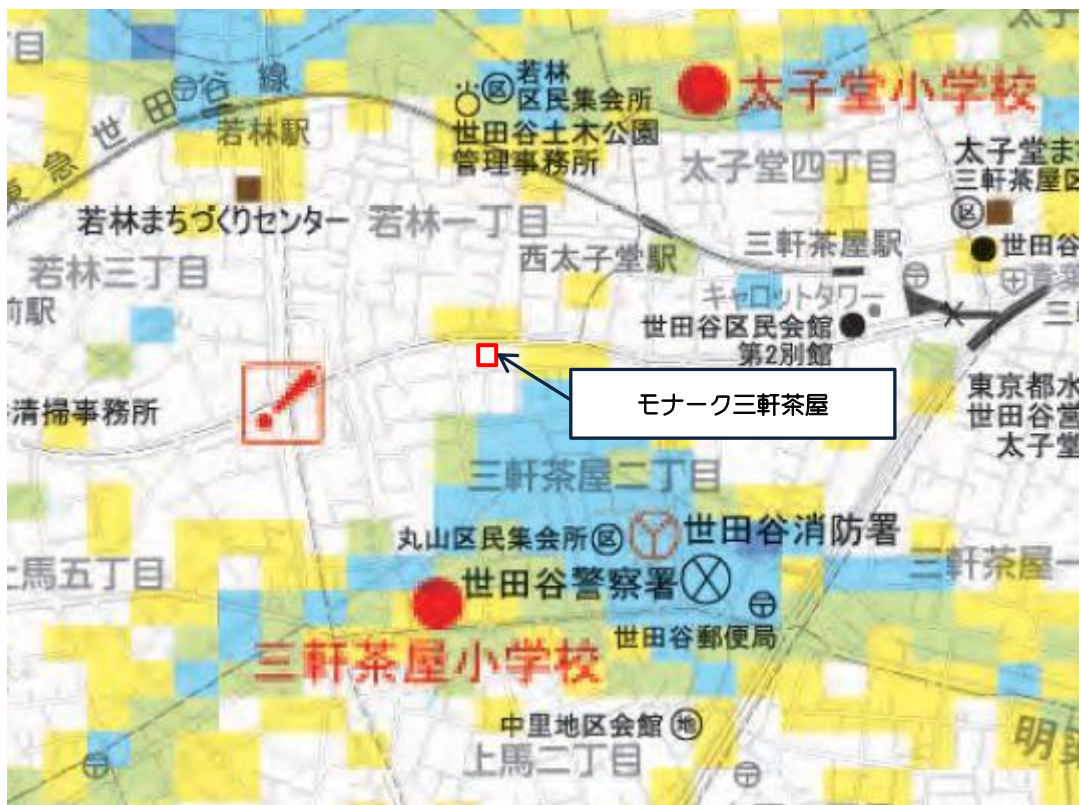 太子
目
世田谷線
若林駅
若林
区民集会所
区
世田谷土木公園
管理事務所
太子堂小学校
太子堂四丁目
太子堂ま
三軒茶屋区
区
世田谷
東急
若林まちづくりセンター
若林一丁目
西太子堂駅
三軒茶屋駅
若林三丁目
前駅
キャロットタワー
世田谷区民会館
第2別館
青葉
三
モナーク三軒茶屋
清掃事務所
東京都水
世田谷営
太子堂
三軒茶屋二丁目
丸山区民集会所
区
世田谷消防署
上馬五丁目
世田谷警察署
三軒茶屋一
世田谷郵便局
三軒茶屋小学校
中里地区会館
地
上馬二丁目
明